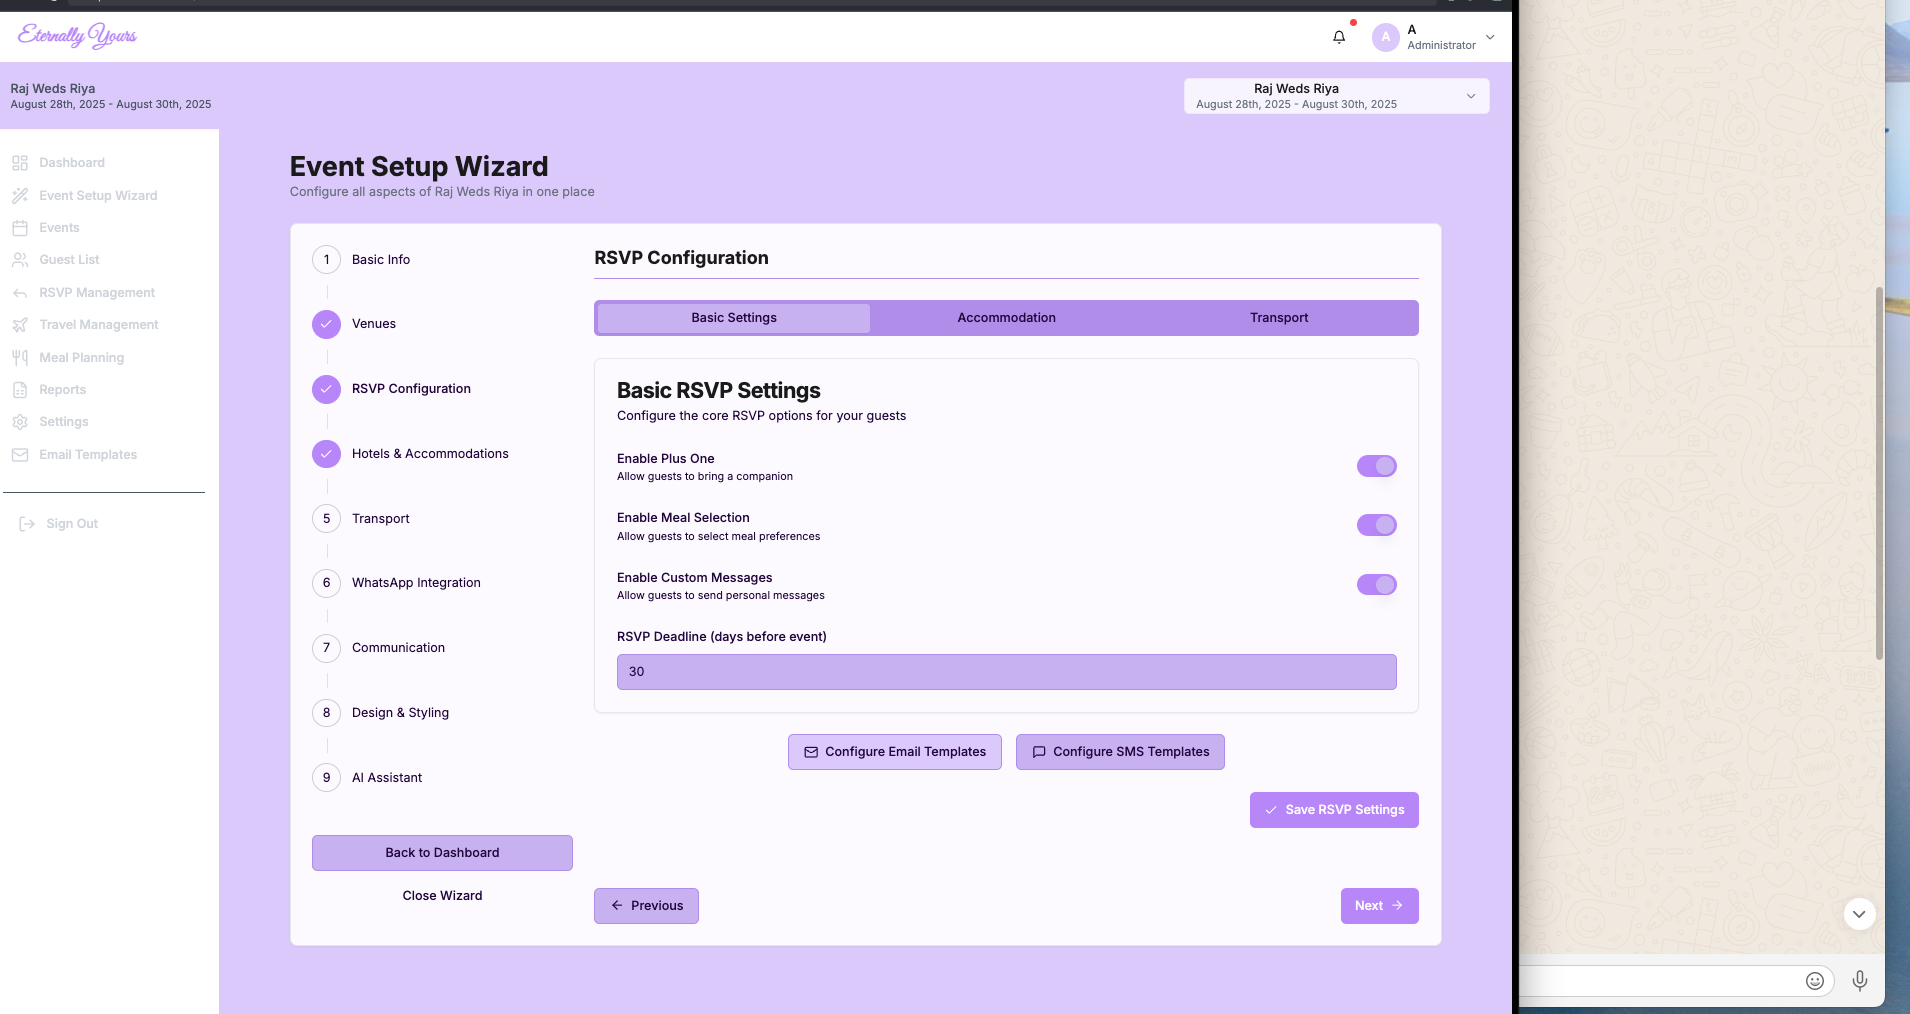 Eternally Yours
A
A
Administrator
Raj Weds Riya
August 28th, 2025 - August 30th, 2025
Raj Weds Riya
August 28th, 2025 - August 30th, 2025
Dashboard
Event Setup Wizard
Events
Guest List
RSVP Management
Travel Management
Meal Planning
Reports
Settings
Email Templates
Sign Out
Event Setup Wizard
Configure all aspects of Raj Weds Riya in one place
1 Basic Info
Venues
RSVP Configuration
Hotels & Accommodations
5 Transport
6 WhatsApp Integration
7 Communication
8 Design & Styling
9 AI Assistant
Back to Dashboard
Close Wizard
RSVP Configuration
Basic Settings Accommodation Transport
Basic RSVP Settings
Configure the core RSVP options for your guests
Enable Plus One
Allow guests to bring a companion
Enable Meal Selection
Allow guests to select meal preferences
Enable Custom Messages
Allow guests to send personal messages
RSVP Deadline (days before event)
30
Configure Email Templates Configure SMS Templates
Save RSVP Settings
Previous Next